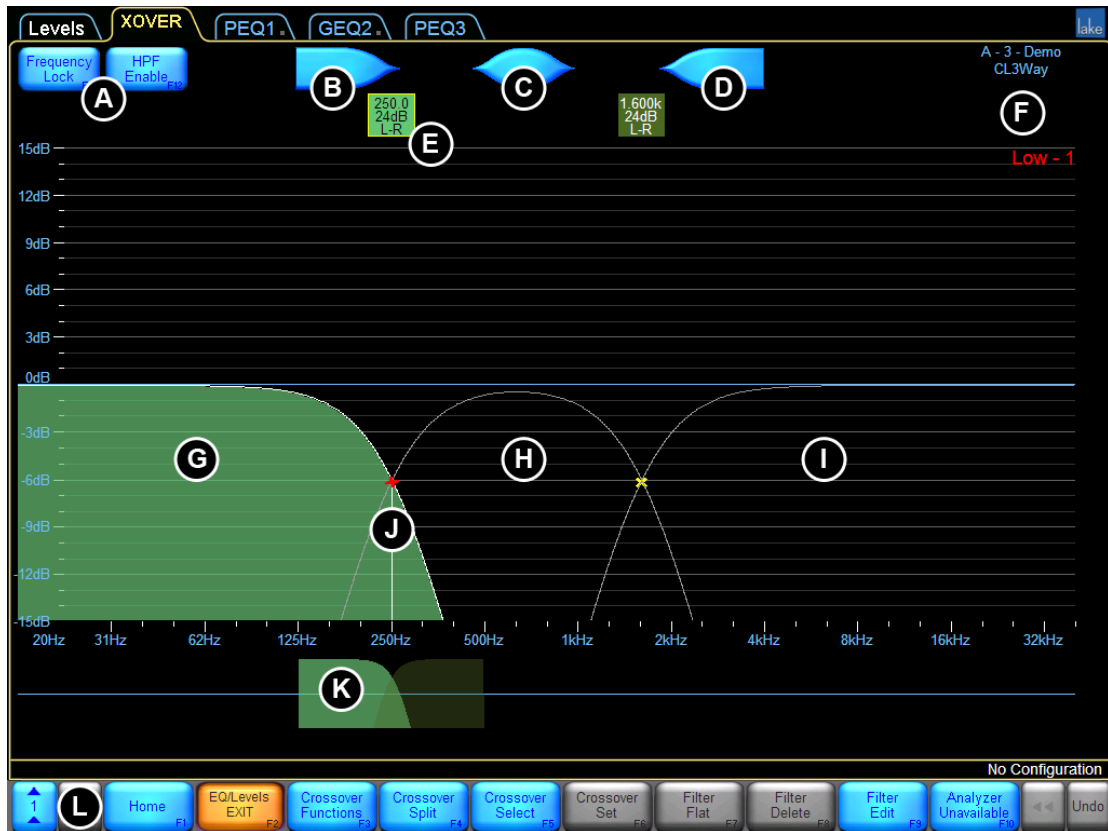 Levels XOVER PEQ1 GEQ2 PEQ3 lake
Frequency Lock
HPF Enable F12
A
B
C
D
A - 3 - Demo
CL3Way
250.0
24dB
L-R
E
1.600k
24dB
L-R
F
Low - 1
15dB
12dB
9dB
6dB
3dB
0dB
-3dB
-6dB
-9dB
-12dB
-15dB
G
H
I
J
20Hz 31Hz 62Hz 125Hz 250Hz 500Hz 1kHz 2kHz 4kHz 8kHz 16kHz 32kHz
K
No Configuration
1
L
Home F1
EQ/Levels EXIT F2
Crossover Functions F3
Crossover Split F4
Crossover Select F5
Crossover Set F6
Filter Flat F7
Filter Delete F8
Filter Edit F9
Analyzer Unavailable F10
Undo